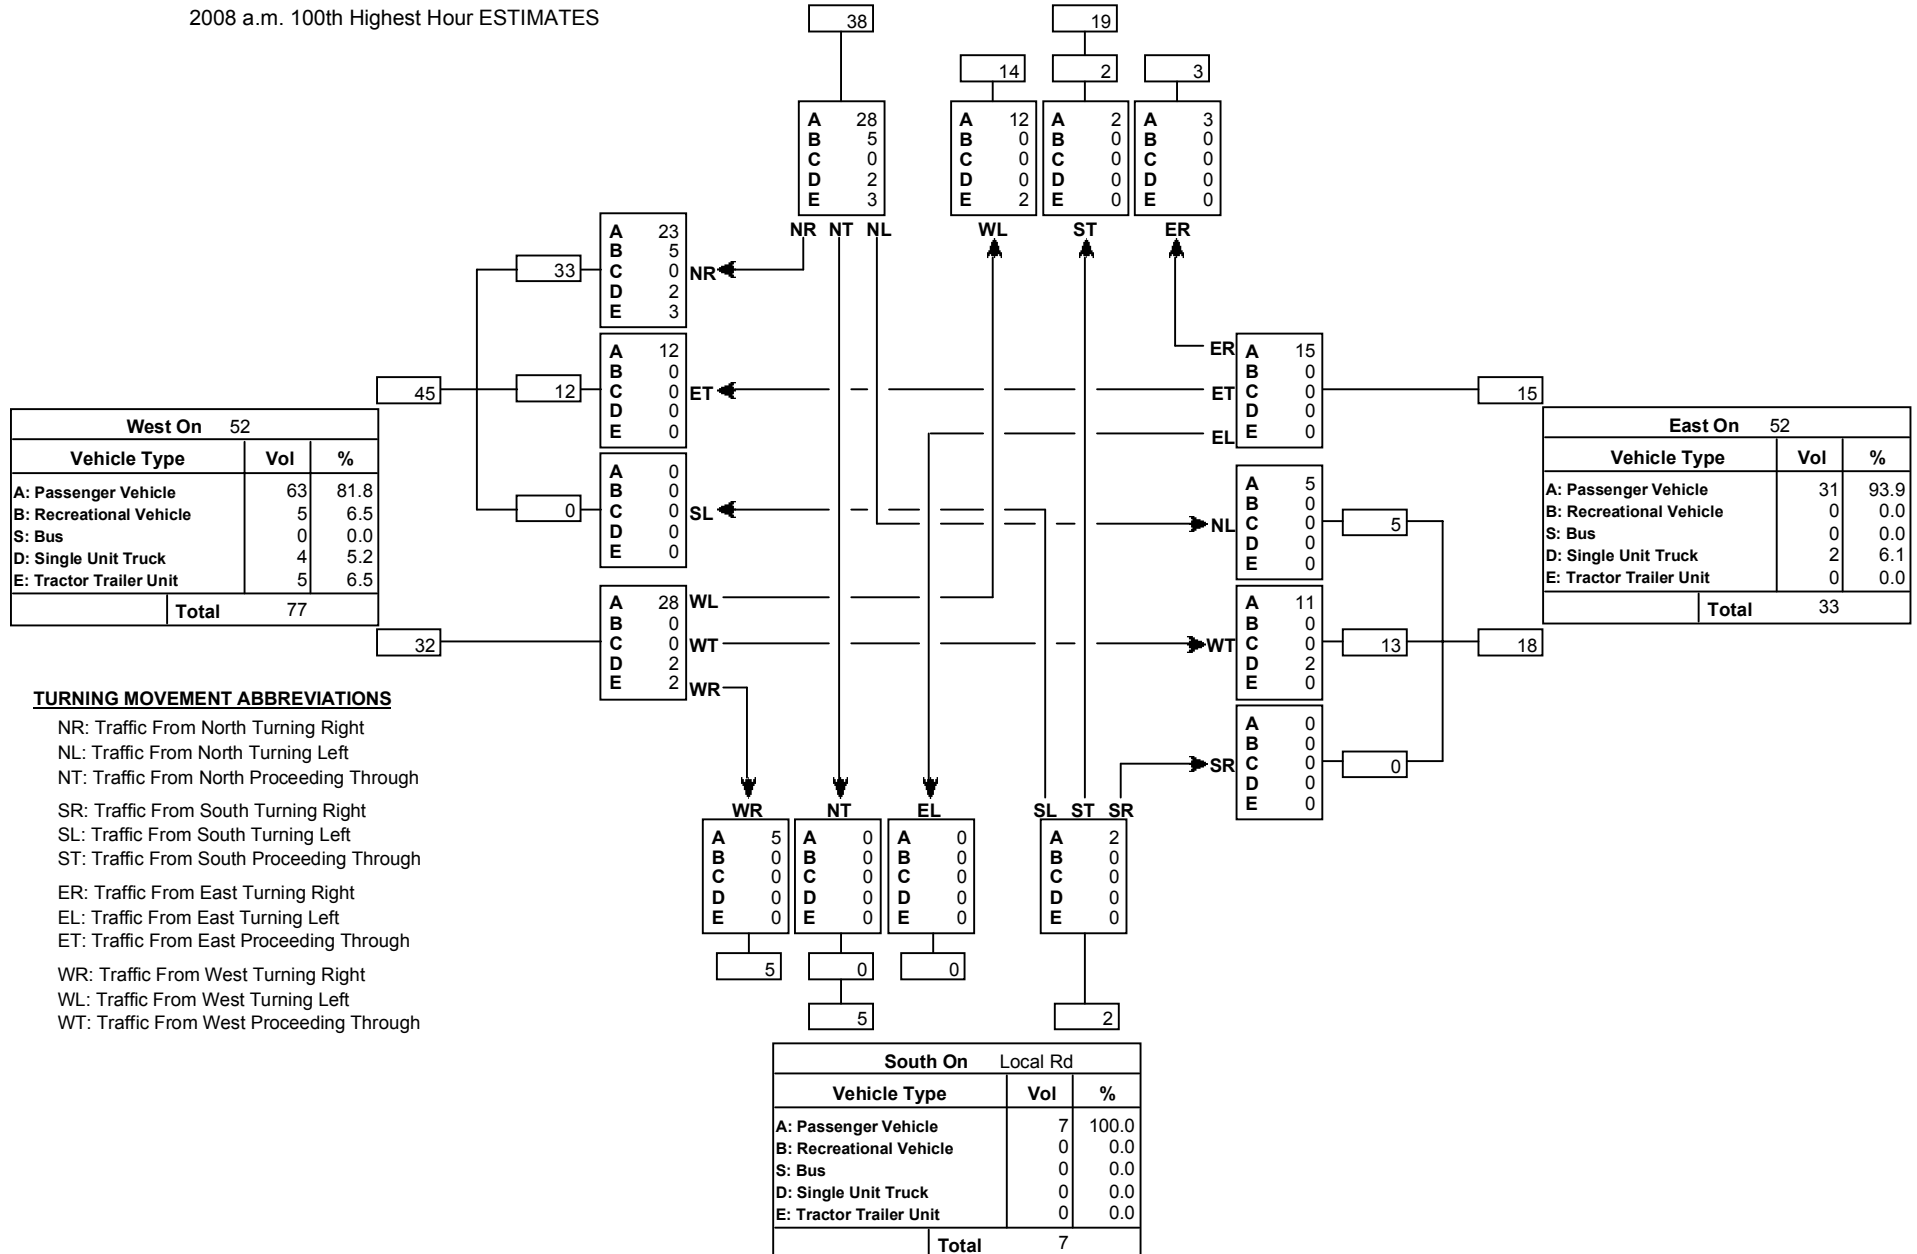 2008 a.m. 100th Highest Hour ESTIMATES
38
19
14
2
3
A 28
B 5
C 0
D 2
E 3
A 12
B 0
C 0
D 0
E 2
A 2
B 0
C 0
D 0
E 0
A 3
B 0
C 0
D 0
E 0
NR NT NL
WL
ST
ER
33
A 23
B 5
C 0
D 2
E 3
NR
45
12
A 12
B 0
C 0
D 0
E 0
ET
0
A 0
B 0
C 0
D 0
E 0
SL
32
A 28
B 0
C 0
D 2
E 2
WL
WT
WR
ER
ET
EL
A 15
B 0
C 0
D 0
E 0
15
NL
A 5
B 0
C 0
D 0
E 0
5
WT
A 11
B 0
C 0
D 2
E 0
13
18
SR
A 0
B 0
C 0
D 0
E 0
0
West On 52
Vehicle Type Vol %
A: Passenger Vehicle 63 81.8
B: Recreational Vehicle 5 6.5
S: Bus 0 0.0
D: Single Unit Truck 4 5.2
E: Tractor Trailer Unit 5 6.5
Total 77
East On 52
Vehicle Type Vol %
A: Passenger Vehicle 31 93.9
B: Recreational Vehicle 0 0.0
S: Bus 0 0.0
D: Single Unit Truck 2 6.1
E: Tractor Trailer Unit 0 0.0
Total 33
TURNING MOVEMENT ABBREVIATIONS
NR: Traffic From North Turning Right
NL: Traffic From North Turning Left
NT: Traffic From North Proceeding Through
SR: Traffic From South Turning Right
SL: Traffic From South Turning Left
ST: Traffic From South Proceeding Through
ER: Traffic From East Turning Right
EL: Traffic From East Turning Left
ET: Traffic From East Proceeding Through
WR: Traffic From West Turning Right
WL: Traffic From West Turning Left
WT: Traffic From West Proceeding Through
WR
NT
EL
SL ST SR
A 5
B 0
C 0
D 0
E 0
A 0
B 0
C 0
D 0
E 0
A 0
B 0
C 0
D 0
E 0
A 2
B 0
C 0
D 0
E 0
5
0
0
5
2
South On Local Rd
Vehicle Type Vol %
A: Passenger Vehicle 7 100.0
B: Recreational Vehicle 0 0.0
S: Bus 0 0.0
D: Single Unit Truck 0 0.0
E: Tractor Trailer Unit 0 0.0
Total 7